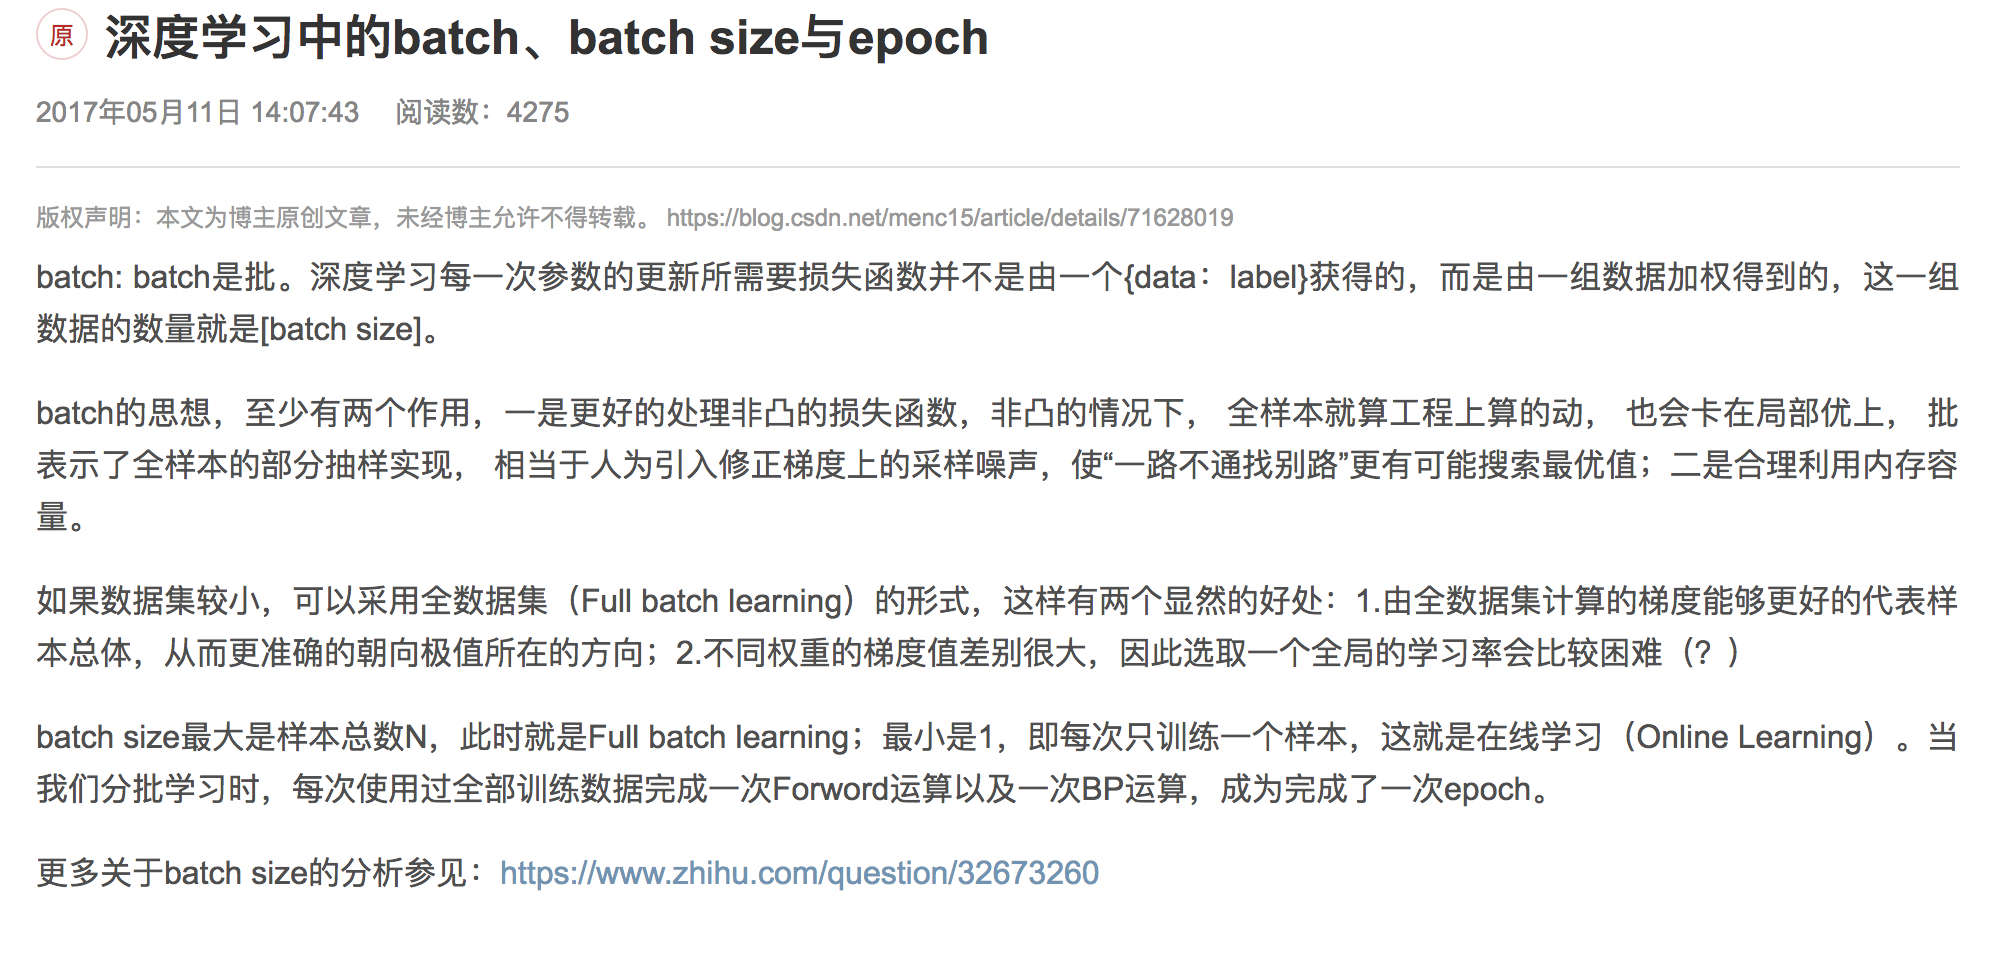 原 深度学习中的batch、batch size与epoch
2017年05月11日 14:07:43 阅读数：4275
版权声明：本文为博主原创文章，未经博主允许不得转载。 https://blog.csdn.net/menc15/article/details/71628019
batch: batch是批。深度学习每一次参数的更新所需要损失函数并不是由一个{data：label}获得的，而是由一组数据加权得到的，这一组
数据的数量就是[batch size]。
batch的思想，至少有两个作用，一是更好的处理非凸的损失函数，非凸的情况下， 全样本就算工程上算的动， 也会卡在局部优上， 批
表示了全样本的部分抽样实现， 相当于人为引入修正梯度上的采样噪声，使“一路不通找别路”更有可能搜索最优值；二是合理利用内存容
量。
如果数据集较小，可以采用全数据集（Full batch learning）的形式，这样有两个显然的好处：1.由全数据集计算的梯度能够更好的代表样
本总体，从而更准确的朝向极值所在的方向；2.不同权重的梯度值差别很大，因此选取一个全局的学习率会比较困难（？）
batch size最大是样本总数N，此时就是Full batch learning；最小是1，即每次只训练一个样本，这就是在线学习（Online Learning）。当
我们分批学习时，每次使用过全部训练数据完成一次Forword运算以及一次BP运算，成为完成了一次epoch。
更多关于batch size的分析参见：https://www.zhihu.com/question/32673260